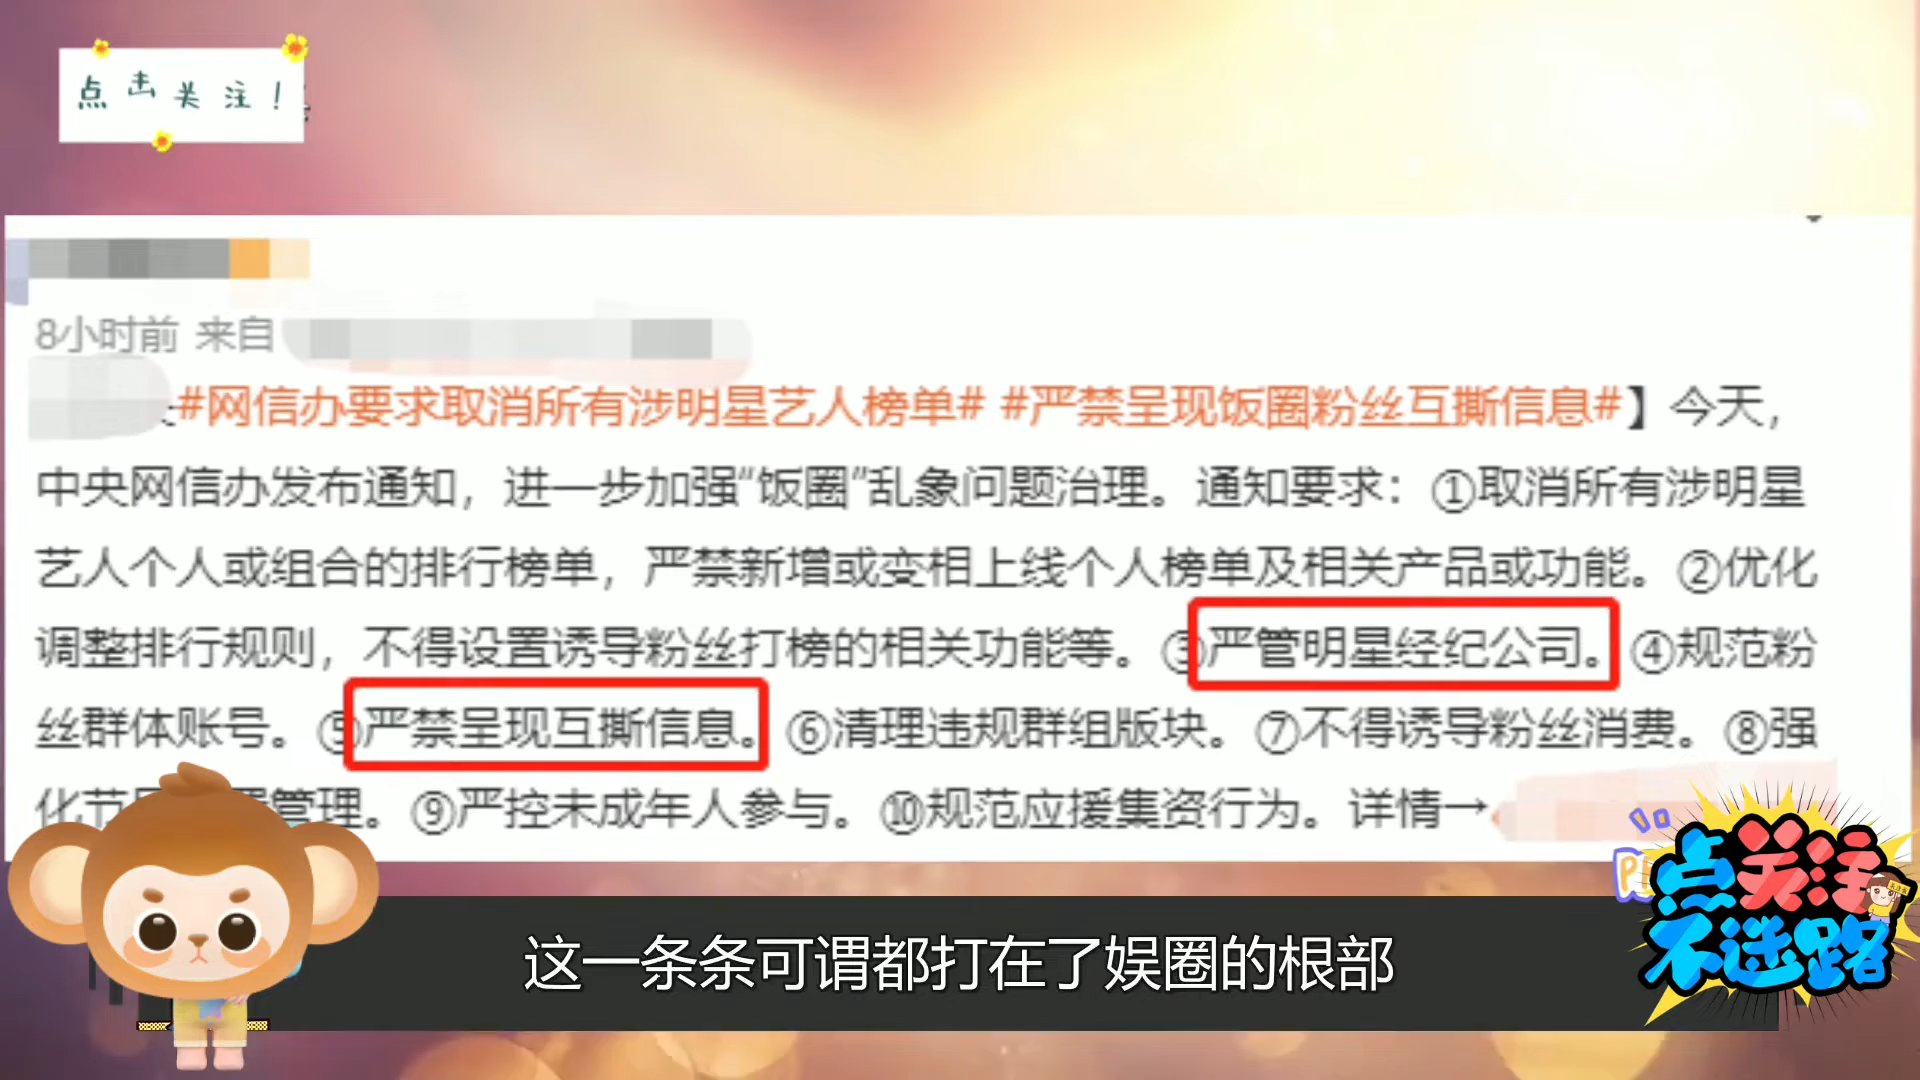 点击关注!
8小时前 来自
#网信办要求取消所有涉明星艺人榜单# #严禁呈现饭圈粉丝互撕信息#】今天,
中央网信办发布通知，进一步加强“饭圈”乱象问题治理。通知要求：①取消所有涉明星
艺人个人或组合的排行榜单，严禁新增或变相上线个人榜单及相关产品或功能。②优化
调整排行规则，不得设置诱导粉丝打榜的相关功能等。③严管明星经纪公司。④规范粉
丝群体账号。⑤严禁呈现互撕信息。⑥清理违规群组版块。⑦不得诱导粉丝消费。⑧强
化节 管理。⑨严控未成年人参与。⑩规范应援集资行为。详情→
点关注
不迷路
这一条条可谓都打在了娱圈的根部